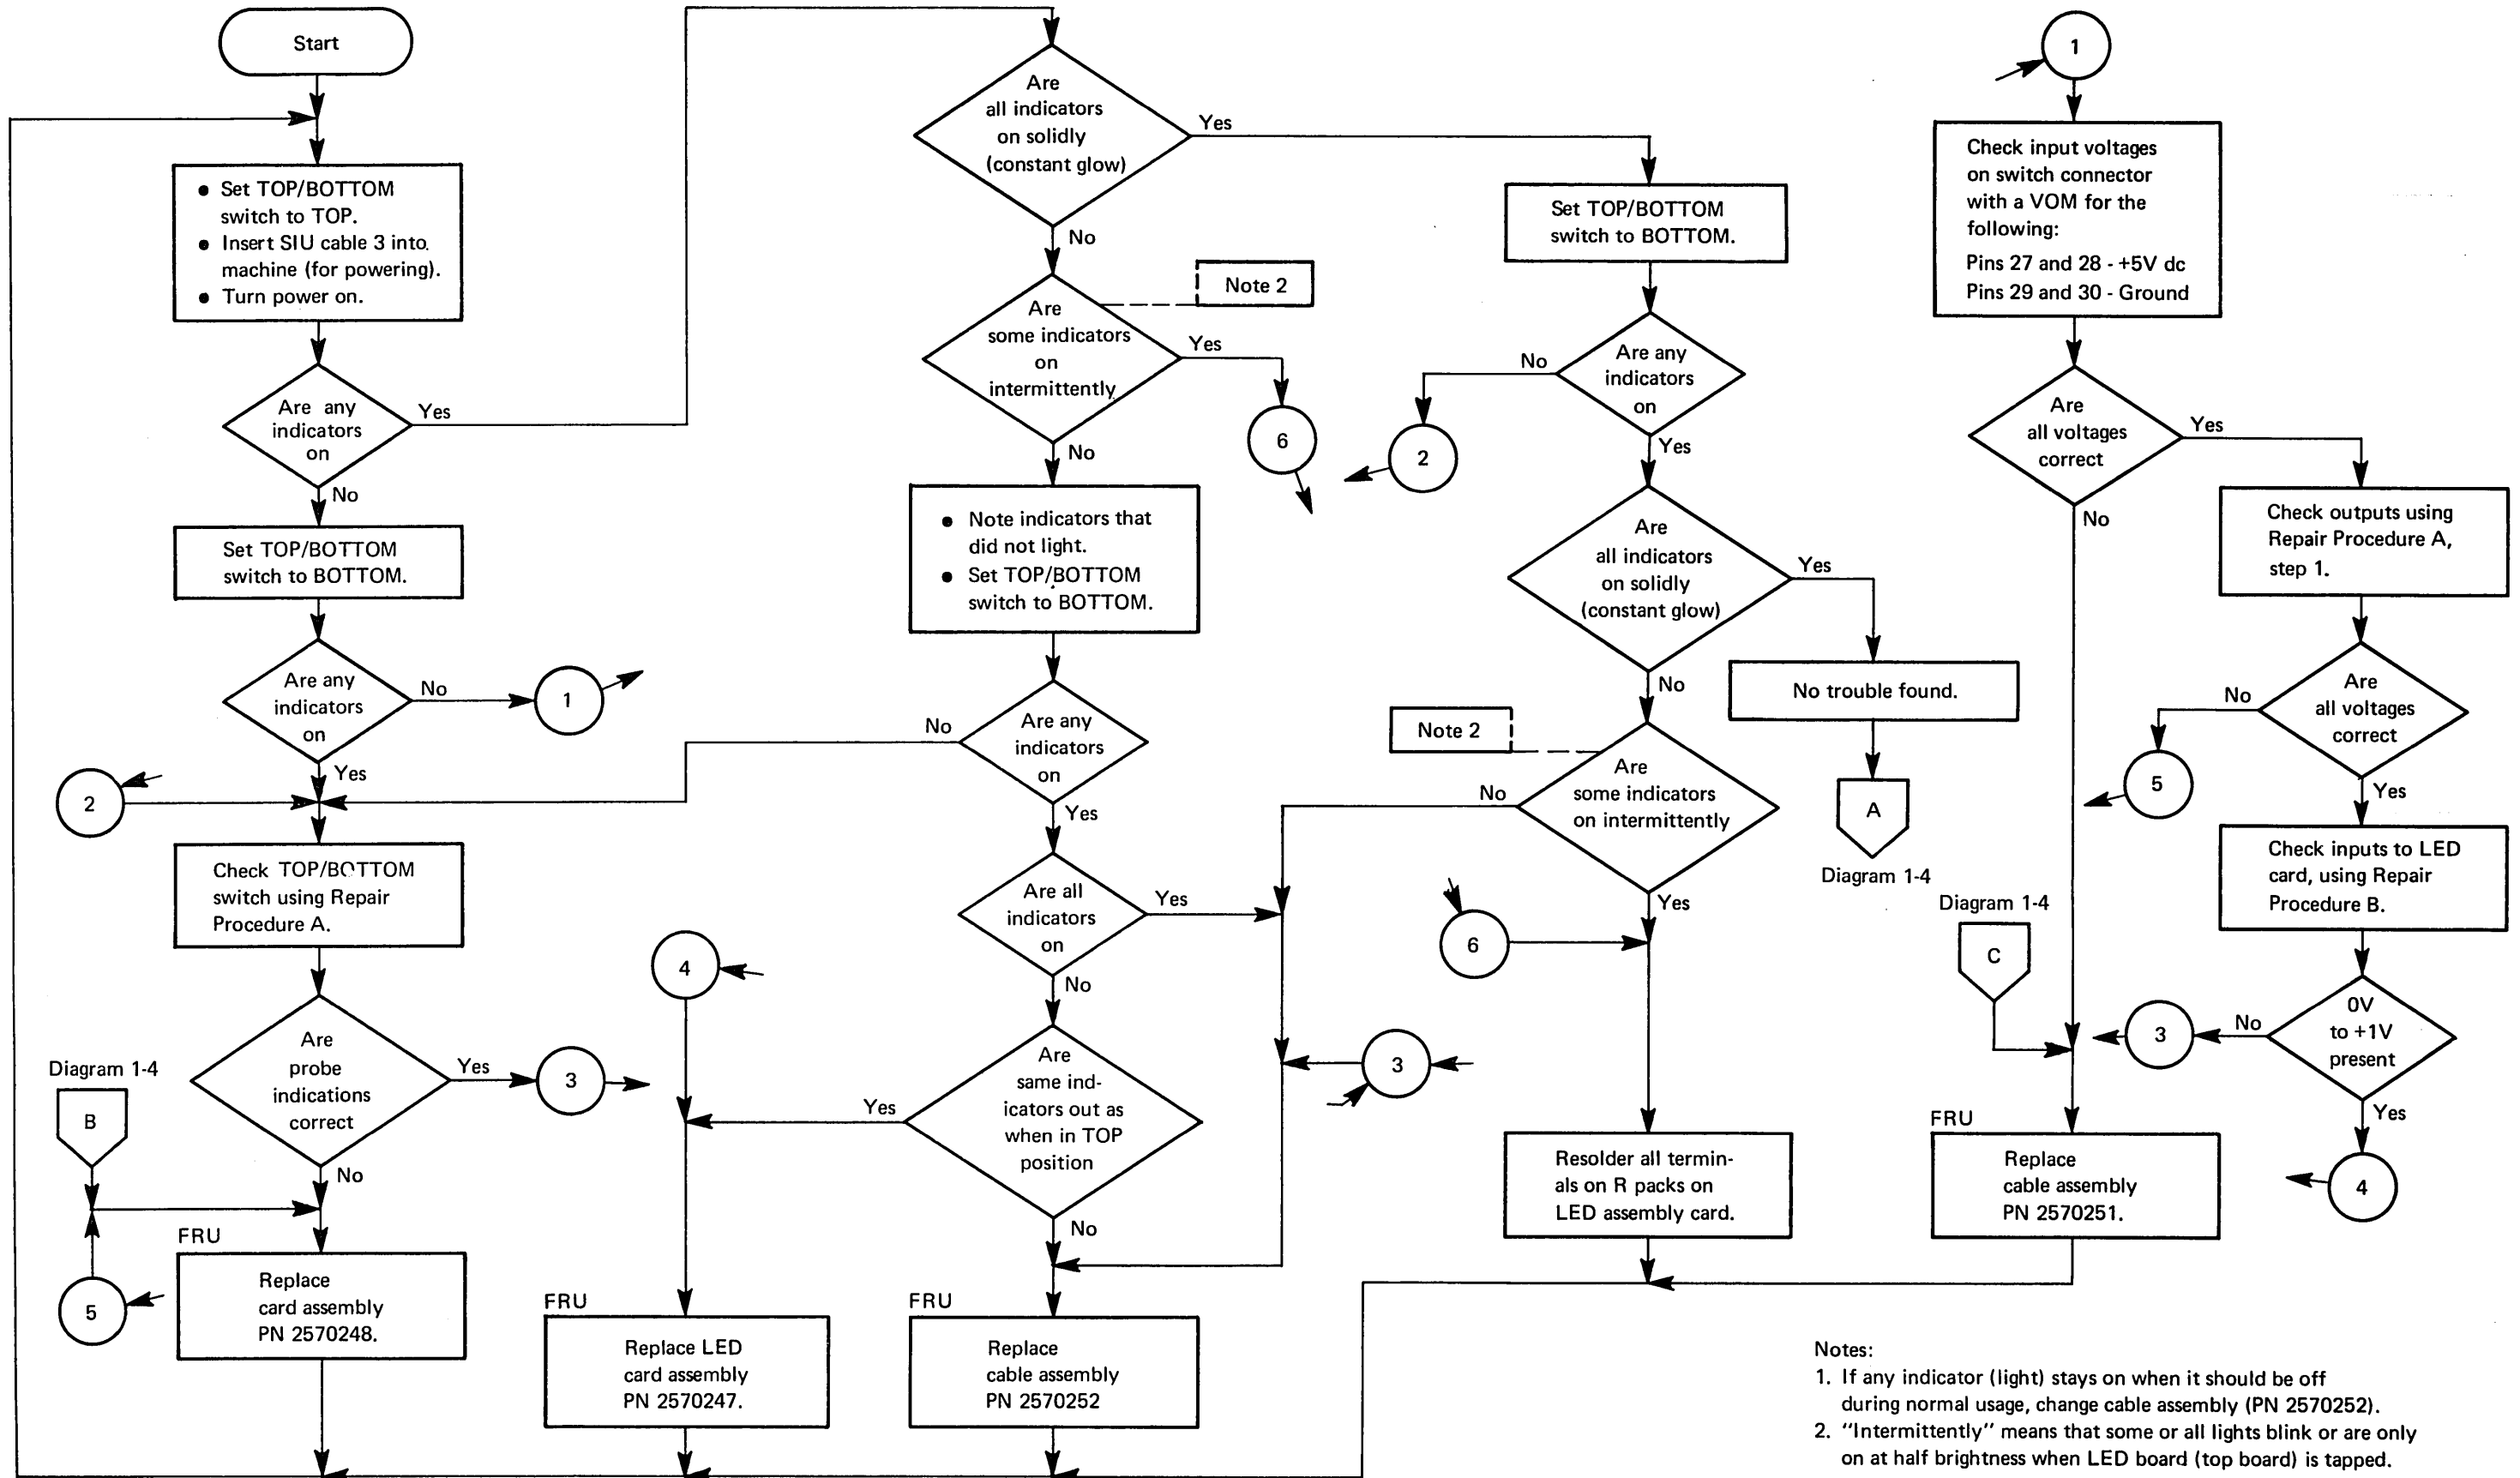 Start
● Set TOP/BOTTOM
switch to TOP.
● Insert SIU cable 3 into
machine (for powering).
● Turn power on.
Are any
indicators
on
Yes
No
Set TOP/BOTTOM
switch to BOTTOM.
Are any
indicators
on
No
1
Yes
2
Check TOP/BOTTOM
switch using Repair
Procedure A.
Are
probe
indications
correct
Yes
3
No
Diagram 1-4
B
5
FRU
Replace
card assembly
PN 2570248.
Are
all indicators
on solidly
(constant glow)
Yes
No
Note 2
Are
some indicators
on
intermittently
Yes
6
No
● Note indicators that
did not light.
● Set TOP/BOTTOM
switch to BOTTOM.
Are any
indicators
on
No
Yes
Are all
indicators
on
Yes
No
4
Are
same ind-
icators out as
when in TOP
position
Yes
No
FRU
Replace LED
card assembly
PN 2570247.
FRU
Replace
cable assembly
PN 2570252
Set TOP/BOTTOM
switch to BOTTOM.
Are any
indicators
on
No
2
Yes
Are
all indicators
on solidly
(constant glow)
Yes
No trouble found.
A
Diagram 1-4
No
Note 2
Are
some indicators
on intermittently
No
Yes
6
3
Resolder all termin-
als on R packs on
LED assembly card.
1
Check input voltages
on switch connector
with a VOM for the
following:
Pins 27 and 28 - +5V dc
Pins 29 and 30 - Ground
Are
all voltages
correct
Yes
No
Check outputs using
Repair Procedure A,
step 1.
Are
all voltages
correct
No
5
Yes
Check inputs to LED
card, using Repair
Procedure B.
0V
to +1V
present
No
3
Yes
4
Diagram 1-4
C
FRU
Replace
cable assembly
PN 2570251.
Notes:
1. If any indicator (light) stays on when it should be off
during normal usage, change cable assembly (PN 2570252).
2. "Intermittently" means that some or all lights blink or are only
on at half brightness when LED board (top board) is tapped.